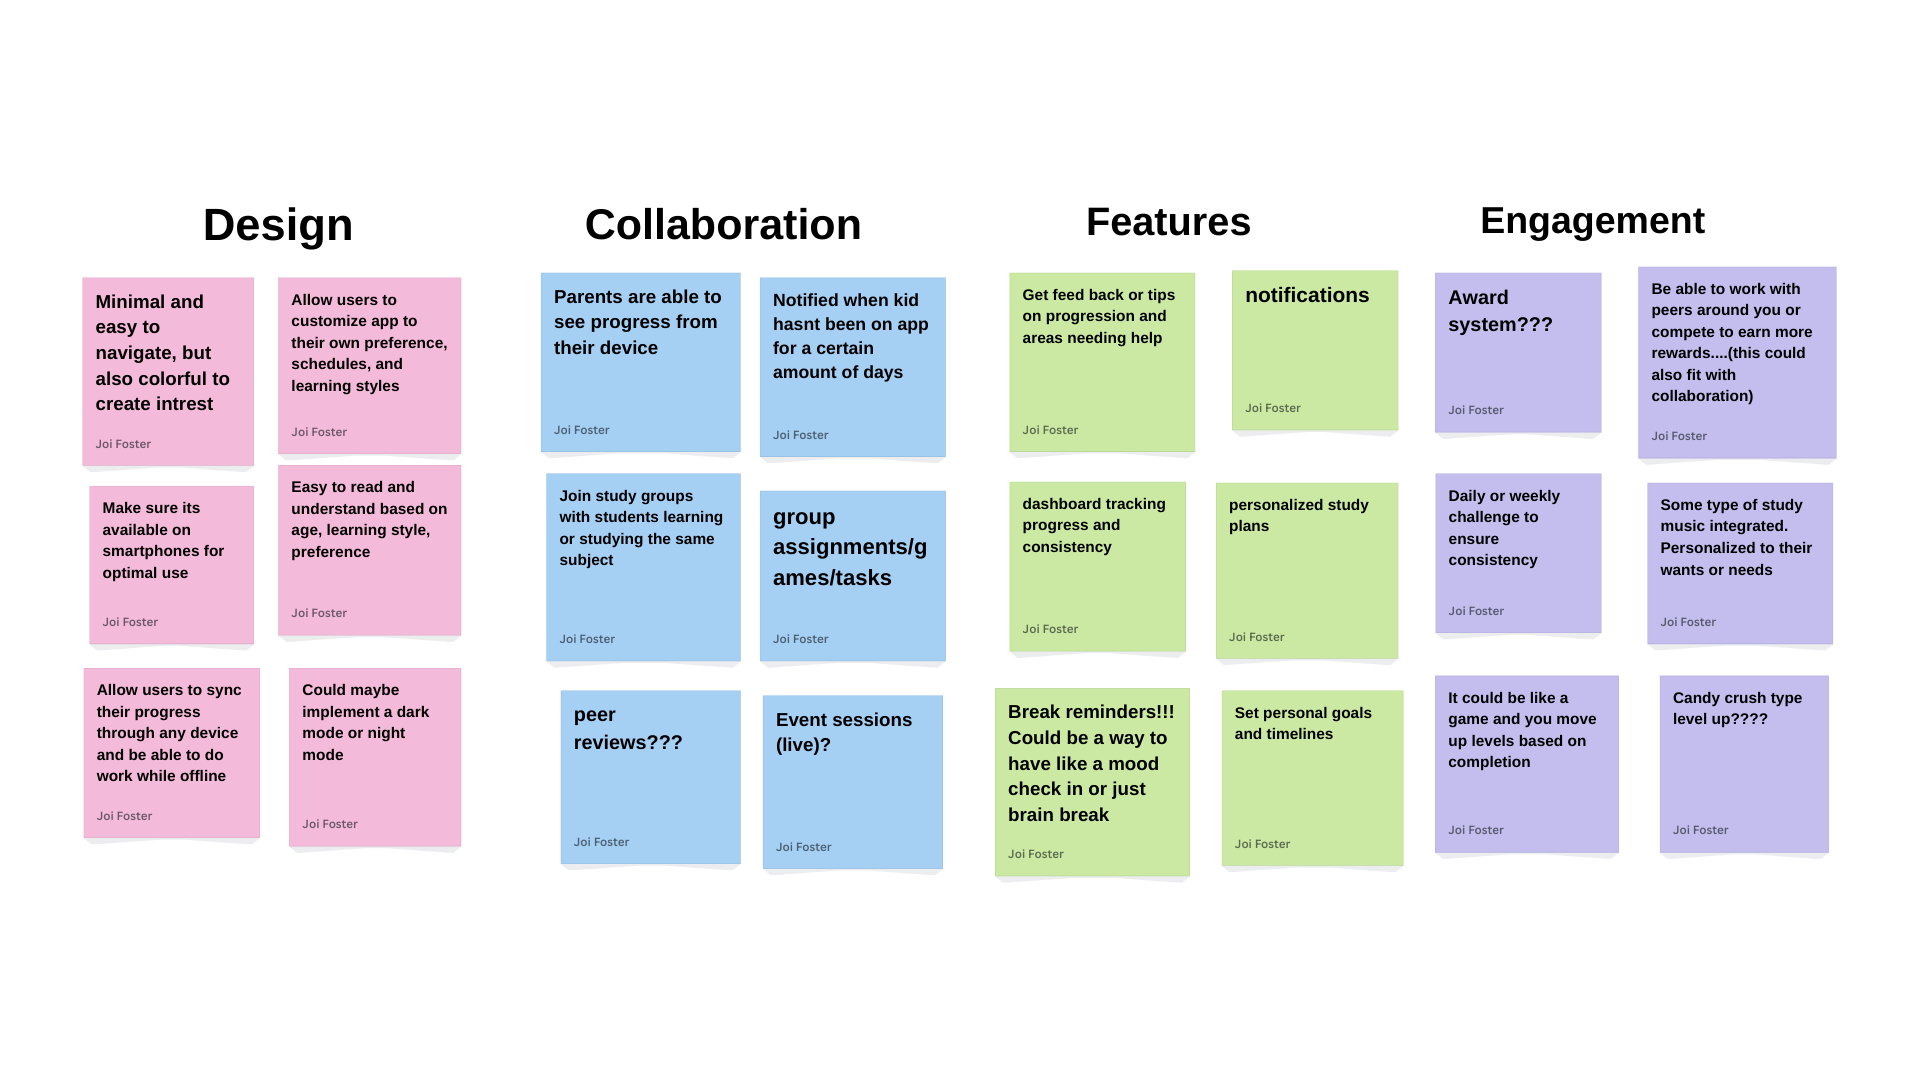 Design
Minimal and
easy to
navigate, but
also colorful to
create intrest
Joi Foster
Allow users to
customize app to
their own preference,
schedules, and
learning styles
Joi Foster
Make sure its
available on
smartphones for
optimal use
Joi Foster
Easy to read and
understand based on
age, learning style,
preference
Joi Foster
Allow users to sync
their progress
through any device
and be able to do
work while offline
Joi Foster
Could maybe
implement a dark
mode or night
mode
Joi Foster
Collaboration
Parents are able to
see progress from
their device
Joi Foster
Notified when kid
hasnt been on app
for a certain
amount of days
Joi Foster
Join study groups
with students learning
or studying the same
subject
Joi Foster
group
assignments/g
ames/tasks
Joi Foster
peer
reviews???
Joi Foster
Event sessions
(live)?
Joi Foster
Features
Get feed back or tips
on progression and
areas needing help
Joi Foster
notifications
Joi Foster
dashboard tracking
progress and
consistency
Joi Foster
personalized study
plans
Joi Foster
Break reminders!!!
Could be a way to
have like a mood
check in or just
brain break
Joi Foster
Set personal goals
and timelines
Joi Foster
Engagement
Award
system???
Joi Foster
Be able to work with
peers around you or
compete to earn more
rewards....(this could
also fit with
collaboration)
Joi Foster
Daily or weekly
challenge to
ensure
consistency
Joi Foster
Some type of study
music integrated.
Personalized to their
wants or needs
Joi Foster
It could be like a
game and you move
up levels based on
completion
Joi Foster
Candy crush type
level up????
Joi Foster